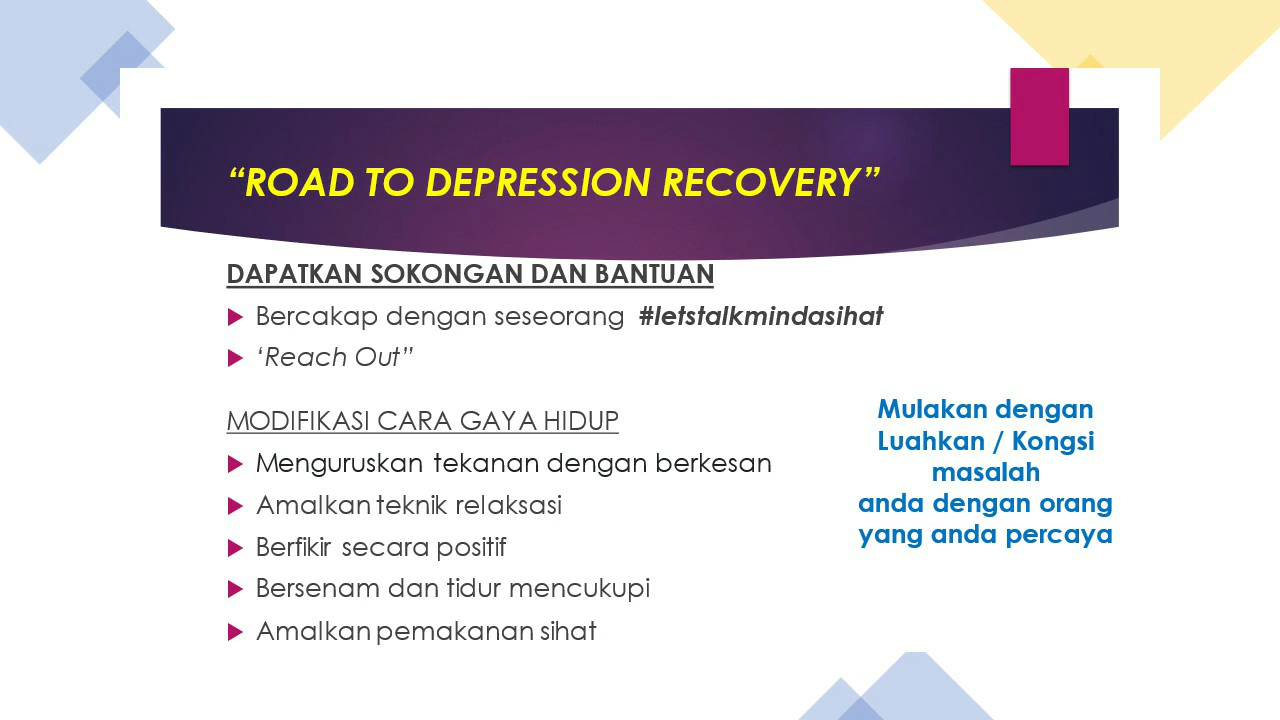 “ROAD TO DEPRESSION RECOVERY”
DAPATKAN SOKONGAN DAN BANTUAN
Bercakap dengan seseorang #letstalkmindasihat
‘Reach Out”
MODIFIKASI CARA GAYA HIDUP
Menguruskan tekanan dengan berkesan
Amalkan teknik relaksasi
Berfikir secara positif
Bersenam dan tidur mencukupi
Amalkan pemakanan sihat
Mulakan dengan
Luahkan / Kongsi
masalah
anda dengan orang
yang anda percaya